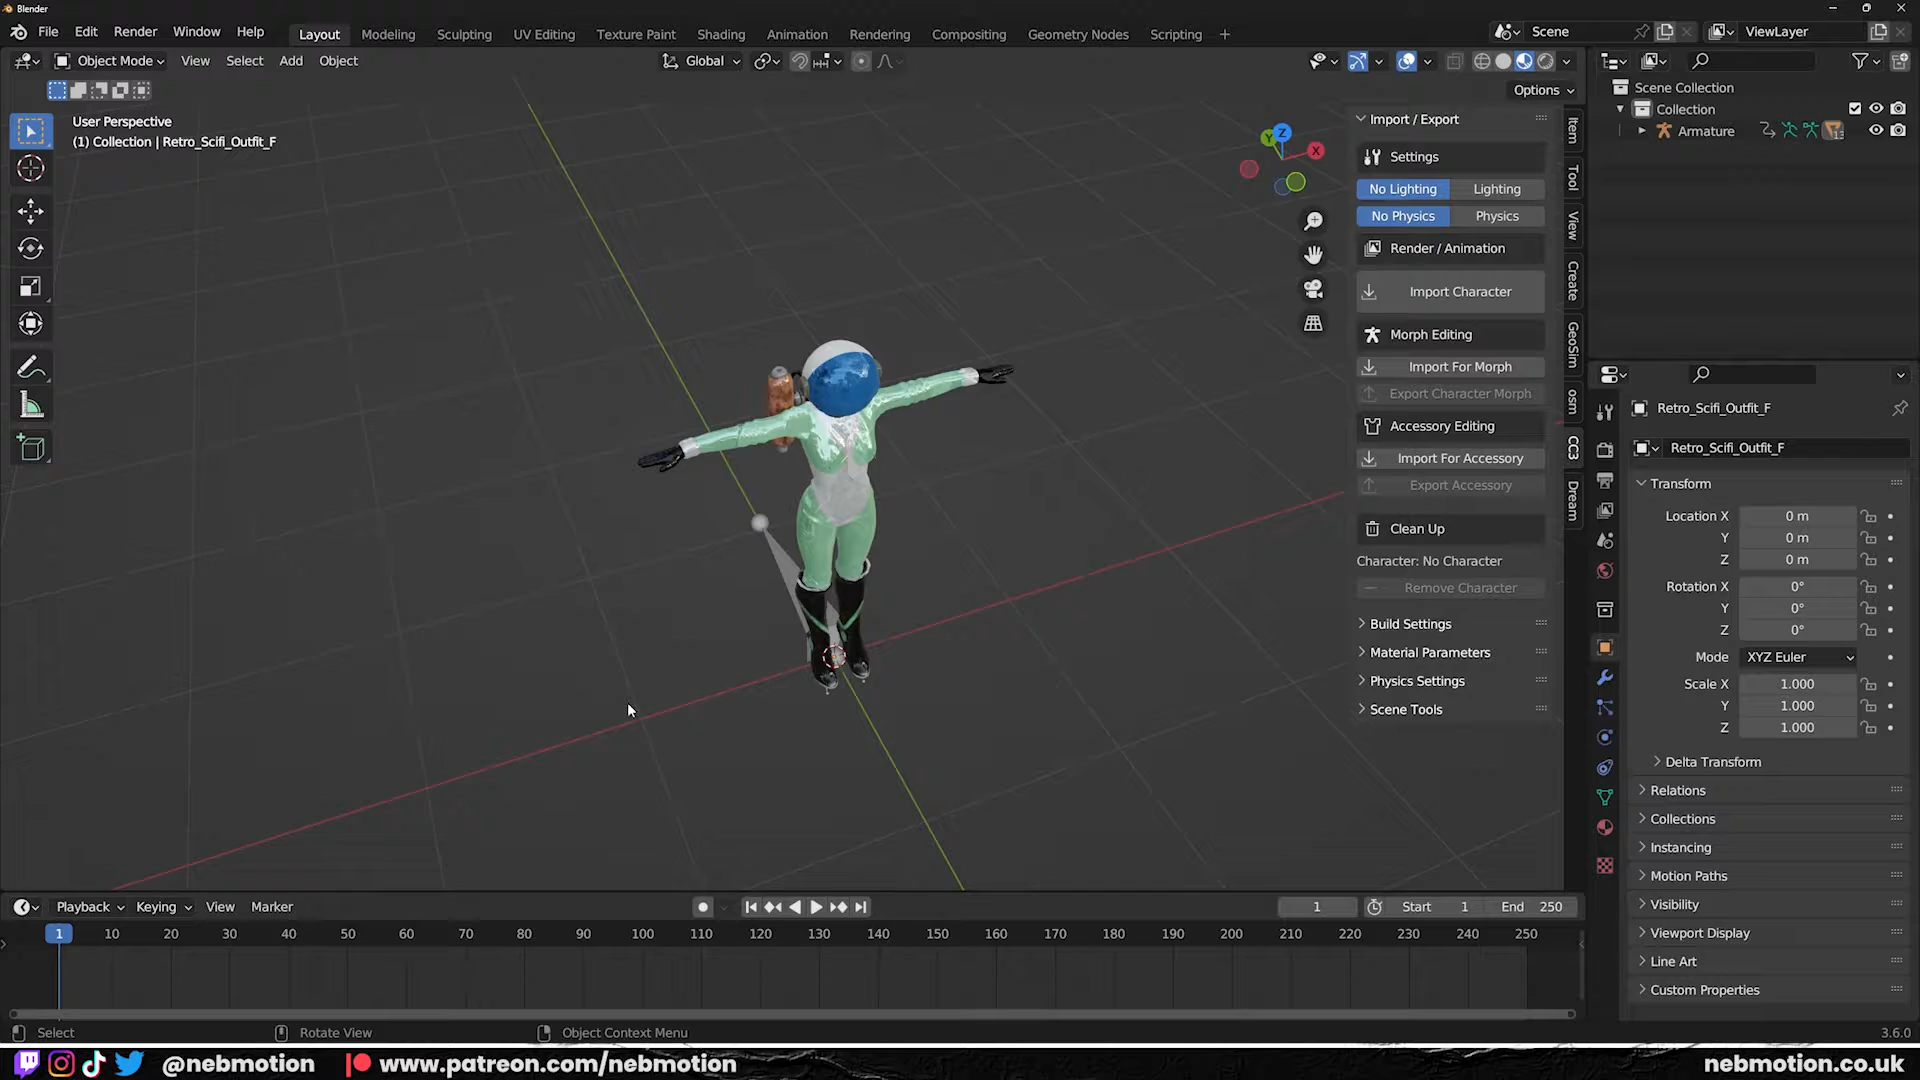 Blender
File Edit Render Window Help
Layout Modeling Sculpting UV Editing Texture Paint Shading Animation Rendering Compositing Geometry Nodes Scripting +
Scene
ViewLayer
Object Mode View Select Add Object
Global
Options
User Perspective
(1) Collection | Retro_Scifi_Outfit_F
Z
Y
X
Import / Export
Settings
No Lighting Lighting
No Physics Physics
Render / Animation
Import Character
Morph Editing
Import For Morph
Export Character Morph
Accessory Editing
Import For Accessory
Export Accessory
Clean Up
Character: No Character
Remove Character
Build Settings
Material Parameters
Physics Settings
Scene Tools
Item
Tool
View
Create
GeoSim
osm
CC3
Dream
Scene Collection
Collection
Armature
13
Retro_Scifi_Outfit_F
Retro_Scifi_Outfit_F
Transform
Location X 0 m
Y 0 m
Z 0 m
Rotation X 0°
Y 0°
Z 0°
Mode XYZ Euler
Scale X 1.000
Y 1.000
Z 1.000
Delta Transform
Relations
Collections
Instancing
Motion Paths
Visibility
Viewport Display
Line Art
Custom Properties
Playback Keying View Marker
1 Start 1 End 250
1 10 20 30 40 50 60 70 80 90 100 110 120 130 140 150 160 170 180 190 200 210 220 230 240 250
Select Rotate View Object Context Menu 3.6.0
@nebmotion www.patreon.com/nebmotion nebmotion.co.uk